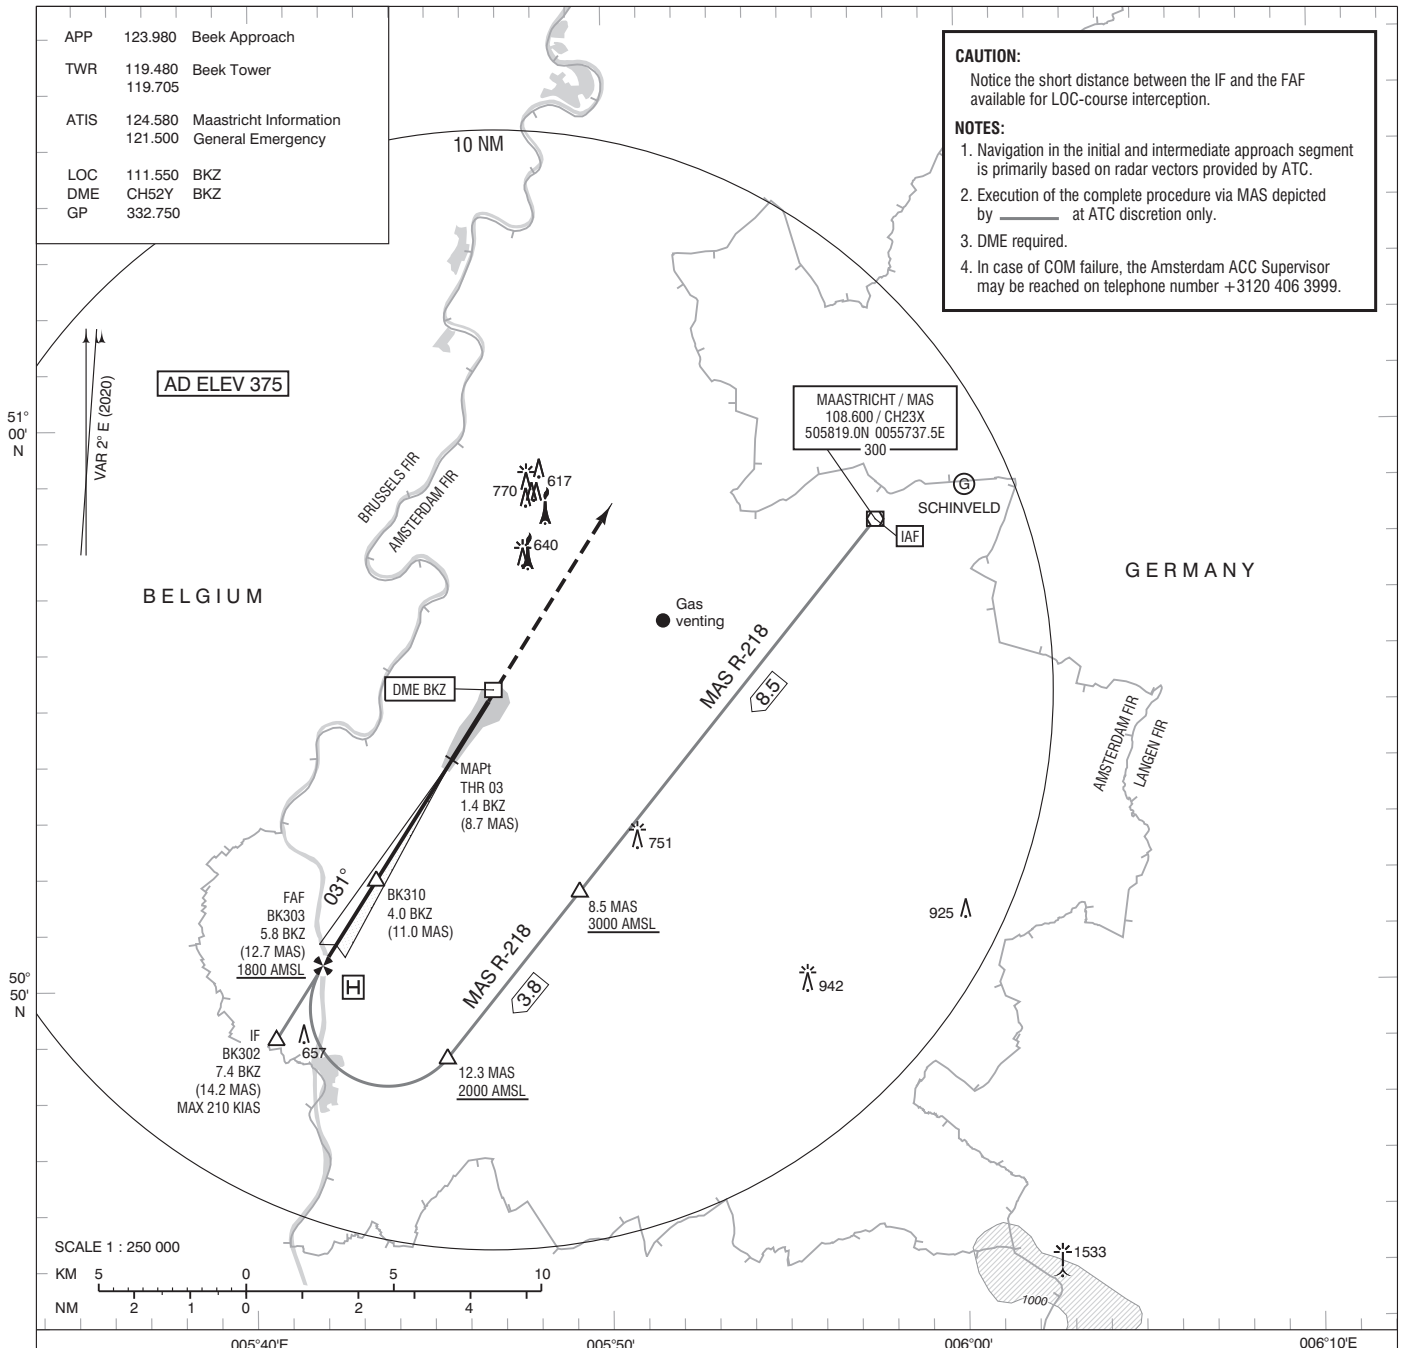 APP 123.980 Beek Approach
TWR 119.480 Beek Tower
119.705
ATIS 124.580 Maastricht Information
121.500 General Emergency
LOC 111.550 BKZ
DME CH52Y BKZ
GP 332.750
CAUTION:
Notice the short distance between the IF and the FAF
available for LOC-course interception.
NOTES:
1. Navigation in the initial and intermediate approach segment
is primarily based on radar vectors provided by ATC.
2. Execution of the complete procedure via MAS depicted
by at ATC discretion only.
3. DME required.
4. In case of COM failure, the Amsterdam ACC Supervisor
may be reached on telephone number +3120 406 3999.
10 NM
VAR 2° E (2020)
AD ELEV 375
51°
00'
N
MAASTRICHT / MAS
108.600 / CH23X
505819.0N 0055737.5E
300
BRUSSELS FIR
AMSTERDAM FIR
770
617
640
G
SCHINVELD
IAF
BELGIUM
GERMANY
Gas
venting
MAS R-218
8.5
DME BKZ
MAPt
THR 03
1.4 BKZ
(8.7 MAS)
AMSTERDAM FIR
LANGEN FIR
751
031°
BK310
4.0 BKZ
(11.0 MAS)
FAF
BK303
5.8 BKZ
(12.7 MAS)
1800 AMSL
8.5 MAS
3000 AMSL
925
MAS R-218
3.8
942
H
50°
50'
N
IF
BK302
7.4 BKZ
(14.2 MAS)
MAX 210 KIAS
657
12.3 MAS
2000 AMSL
1533
1000
SCALE 1 : 250 000
KM 5 0 5 10
NM 2 1 0 2 4
005°40'E 005°50' 006°00' 006°10'E